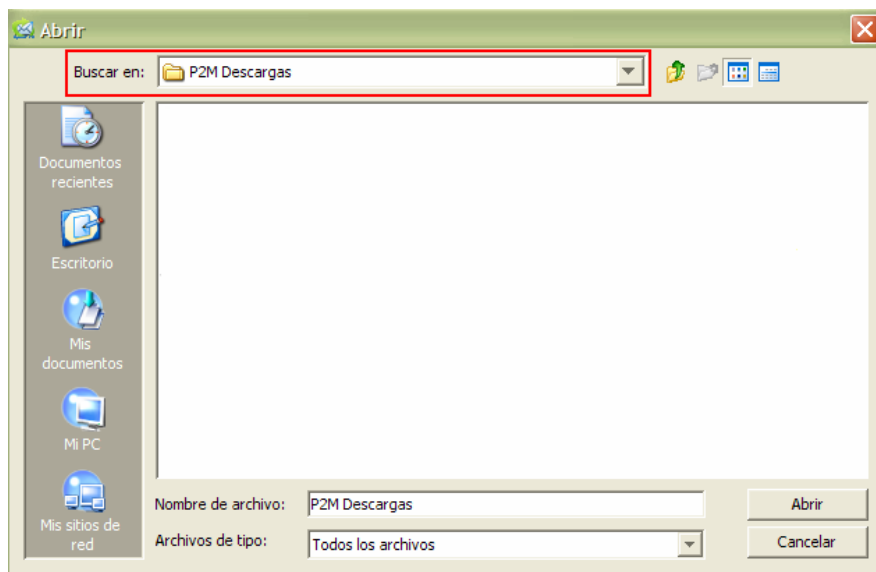 Abrir
Buscar en:
P2M Descargas
Documentos
recientes
Escritorio
Mis
documentos
Mi PC
Mis sitios de
red
Nombre de archivo:
P2M Descargas
Abrir
Archivos de tipo:
Todos los archivos
Cancelar